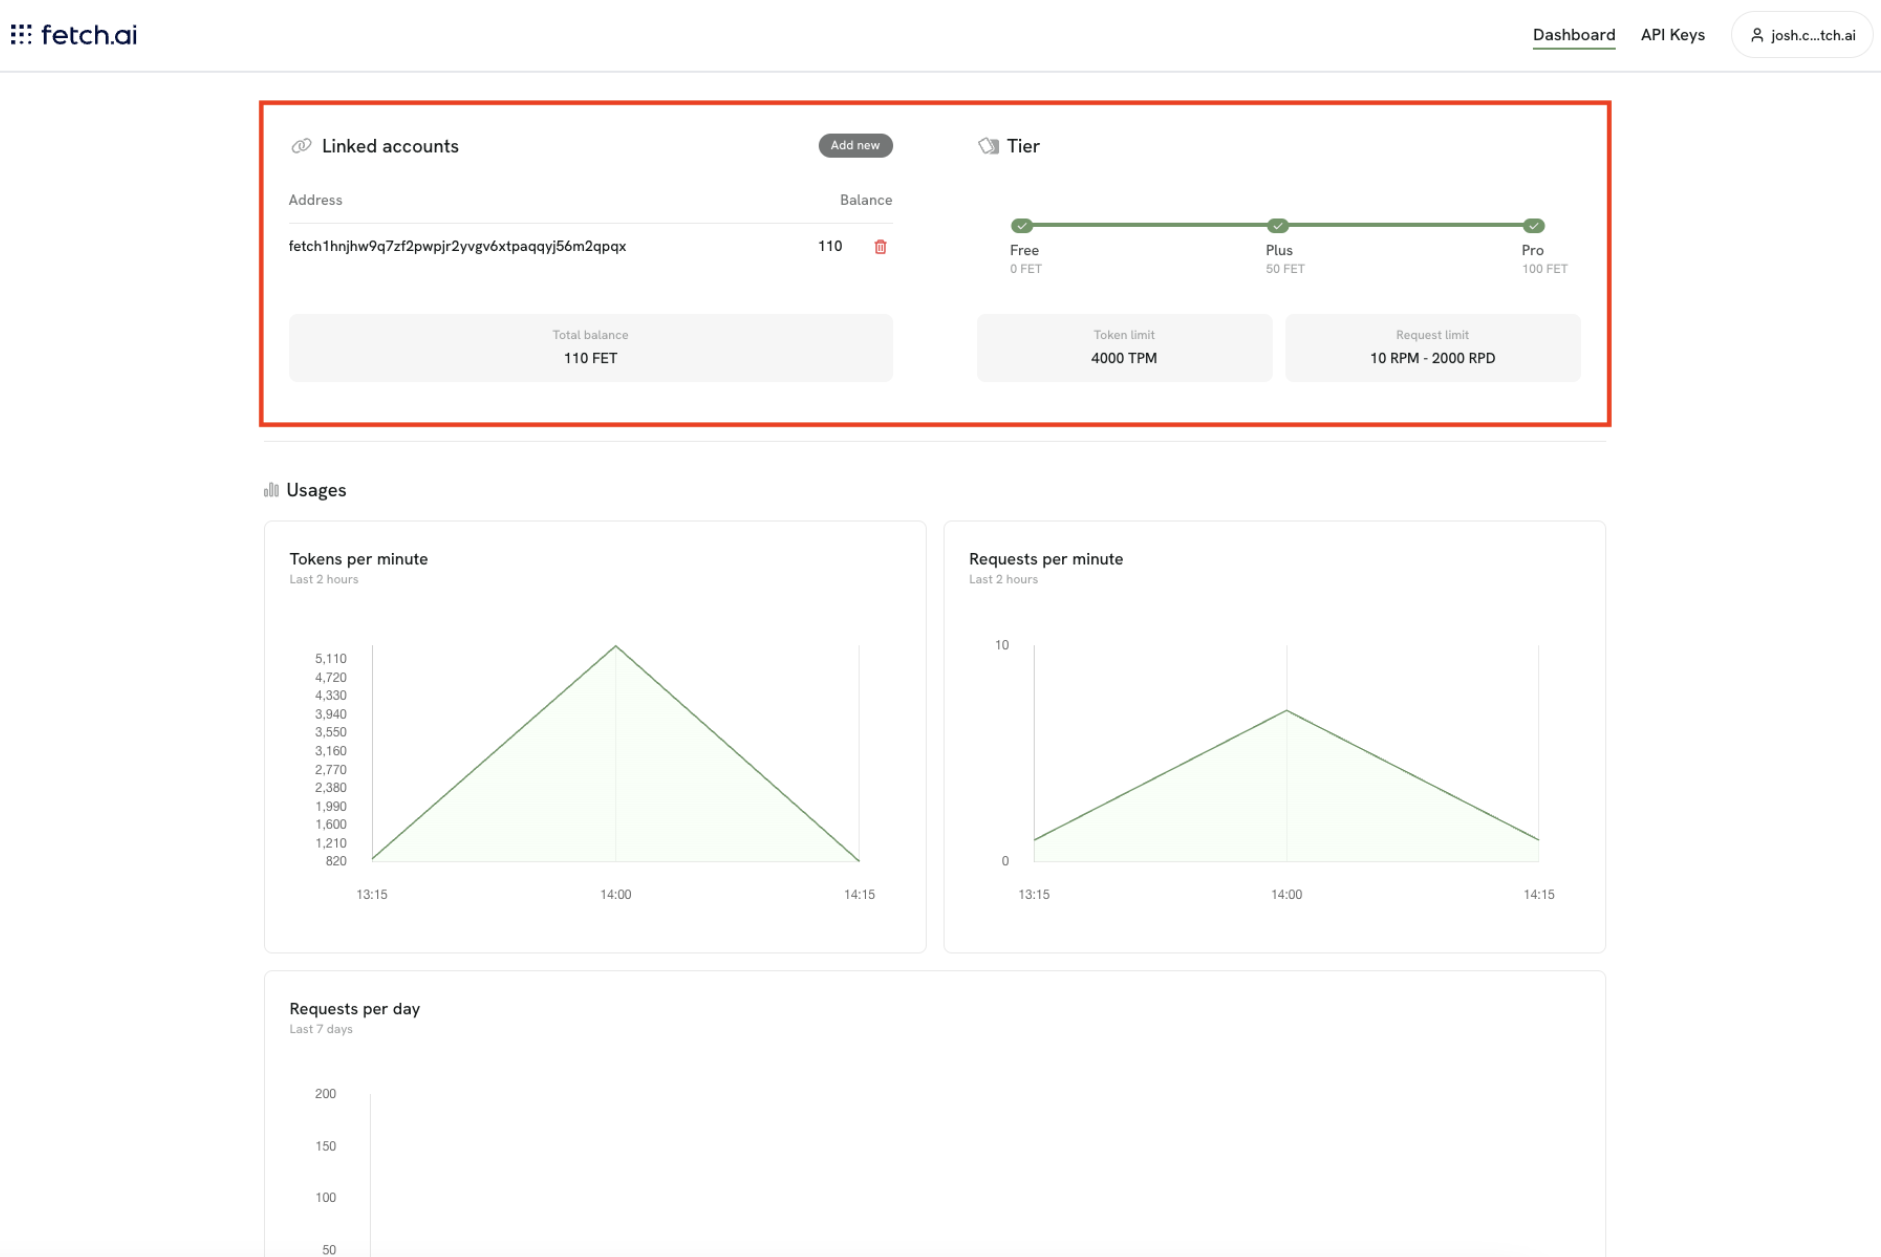 fetch.ai
Dashboard API Keys josh.c...tch.ai
Linked accounts Add new
Address Balance
fetch1hnjhw9q7zf2pwpjr2yvgv6xtpaqqyj56m2qpqx 110
Total balance
110 FET
Tier
Free Plus Pro
0 FET 50 FET 100 FET
Token limit
4000 TPM
Request limit
10 RPM - 2000 RPD
Usages
Tokens per minute
Last 2 hours
5,110
4,720
4,330
3,940
3,550
3,160
2,770
2,380
1,990
1,600
1,210
820
13:15 14:00 14:15
Requests per minute
Last 2 hours
10
0
13:15 14:00 14:15
Requests per day
Last 7 days
200
150
100
50